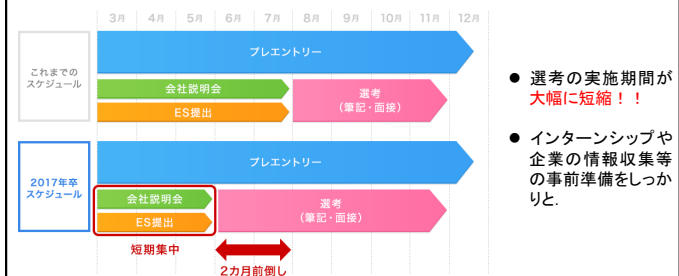 3月 4月 5月 6月 7月 8月 9月 10月 11月 12月
これまでの
スケジュール
プレエントリー
会社説明会
ES提出
選考
(筆記・面接)
2017年卒
スケジュール
プレエントリー
会社説明会
ES提出
選考
(筆記・面接)
短期集中
2カ月前倒し
● 選考の実施期間が
大幅に短縮！！
● インターンシップや
企業の情報収集等
の事前準備をしっか
りと.